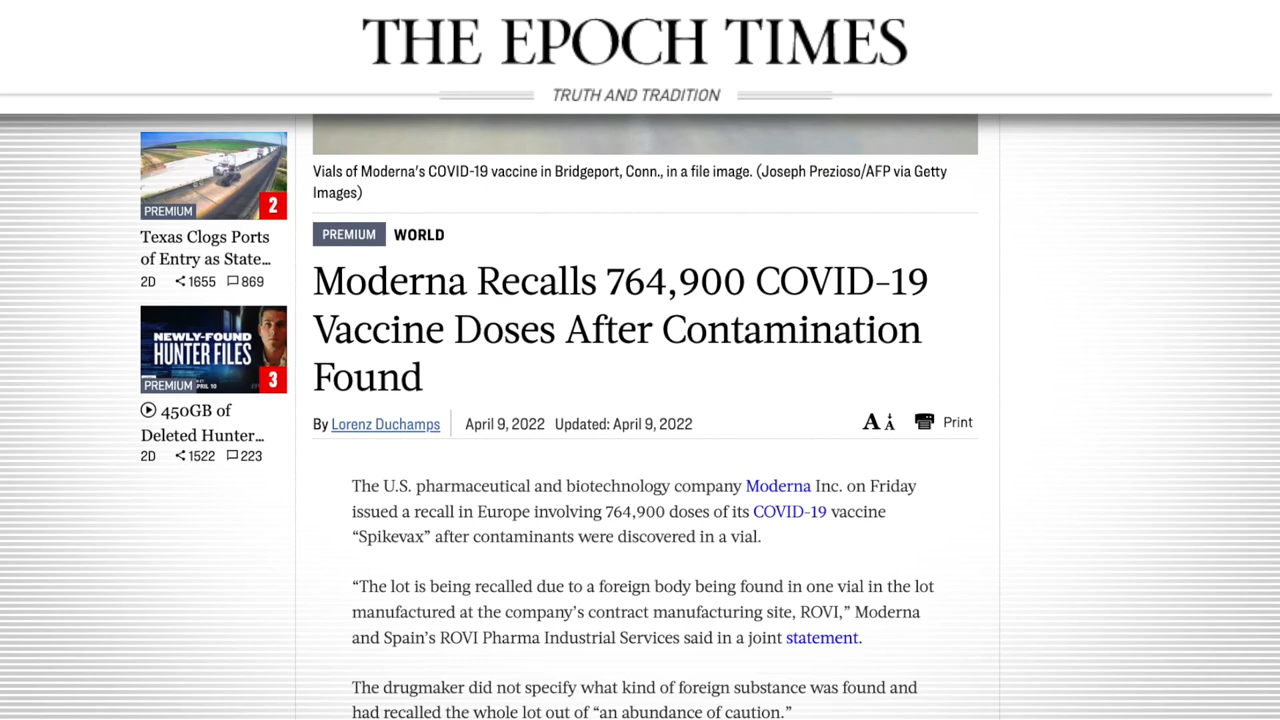 THE EPOCH TIMES
TRUTH AND TRADITION
PREMIUM
2
Texas Clogs Ports
of Entry as State...
2D 1655 869
NEWLY-FOUND
HUNTER FILES
PREMIUM
APRIL 10
3
450GB of
Deleted Hunter...
2D 1522 223
Vials of Moderna's COVID-19 vaccine in Bridgeport, Conn., in a file image. (Joseph Prezioso/AFP via Getty
Images)
PREMIUM WORLD
Moderna Recalls 764,900 COVID-19
Vaccine Doses After Contamination
Found
By Lorenz Duchamps April 9, 2022 Updated: April 9, 2022 A A Print
The U.S. pharmaceutical and biotechnology company Moderna Inc. on Friday
issued a recall in Europe involving 764,900 doses of its COVID-19 vaccine
“Spikevax” after contaminants were discovered in a vial.
“The lot is being recalled due to a foreign body being found in one vial in the lot
manufactured at the company’s contract manufacturing site, ROVI,” Moderna
and Spain’s ROVI Pharma Industrial Services said in a joint statement.
The drugmaker did not specify what kind of foreign substance was found and
had recalled the whole lot out of “an abundance of caution.”